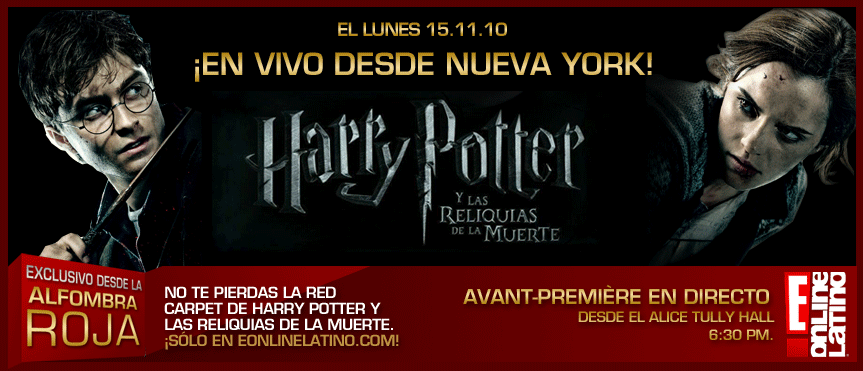 EL LUNES 15.11.10
¡EN VIVO DESDE NUEVA YORK!
Harry Potter
Y LAS
RELIQUIAS
DE LA MUERTE
EXCLUSIVO DESDE LA
ALFOMBRA
ROJA
NO TE PIERDAS LA RED
CARPET DE HARRY POTTER Y
LAS RELIQUIAS DE LA MUERTE.
¡SÓLO EN EONLINELATINO.COM!
AVANT-PREMIÈRE EN DIRECTO
DESDE EL ALICE TULLY HALL
6:30 PM.
E!
ONLINE
LATINO